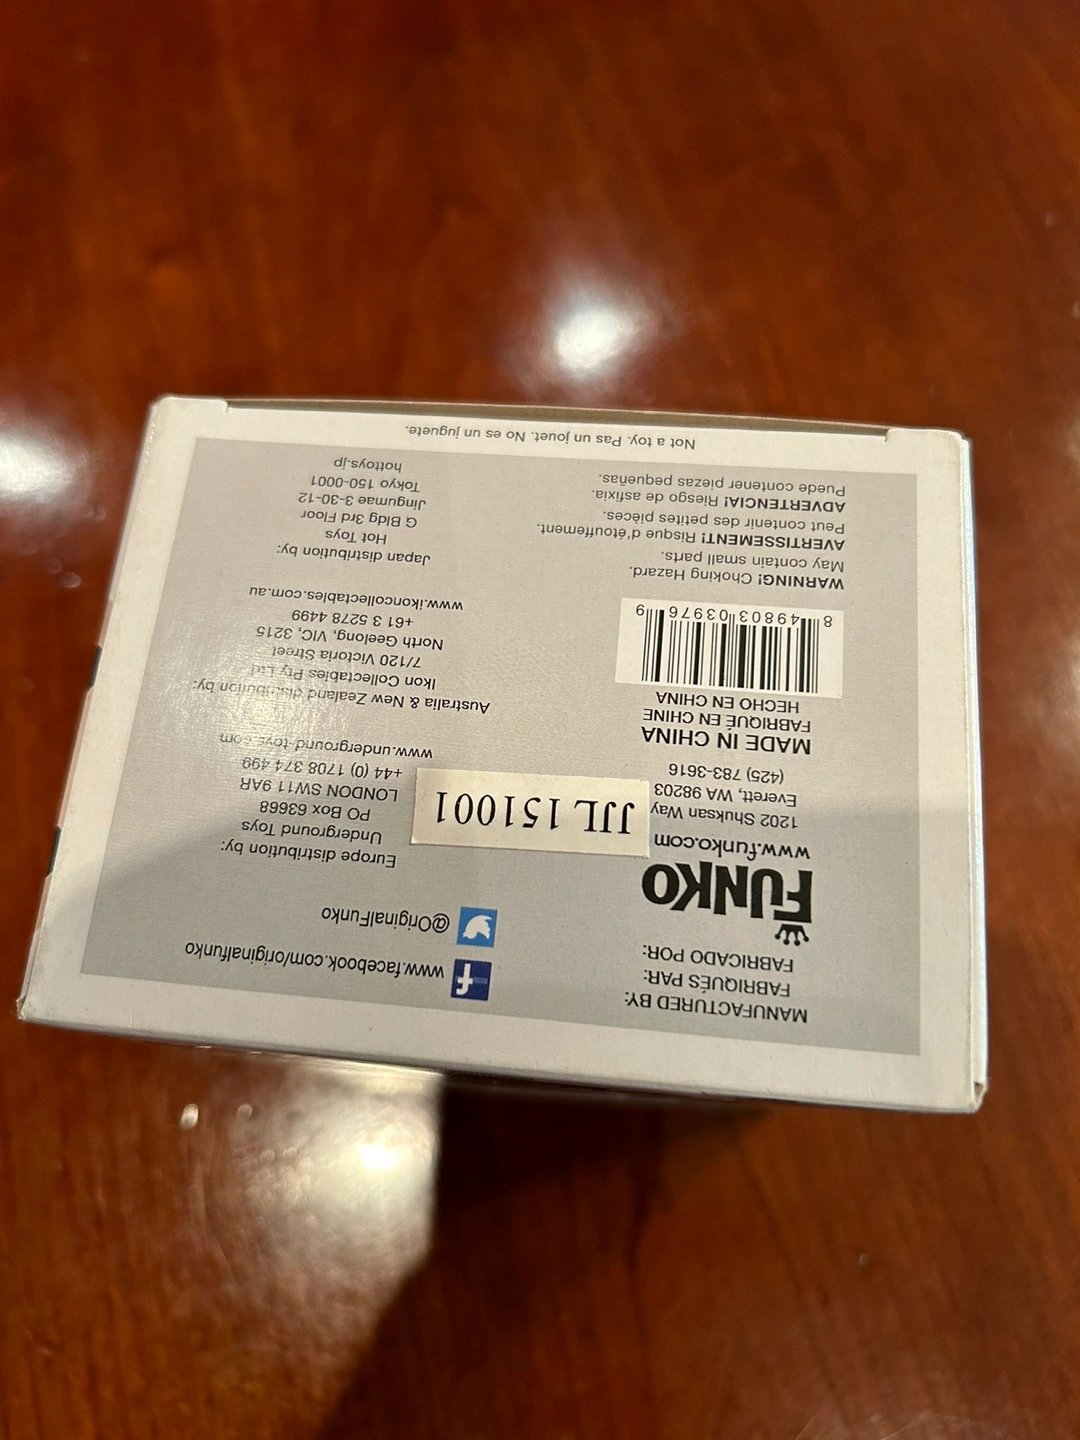 MANUFACTURED BY:
FABRIQUÉS PAR:
FABRICADO POR:
FUNKO
www.funko.com
1202 Shuksan Way
Everett, WA 98203
(425) 783-3616
MADE IN CHINA
FABRIQUÉ EN CHINE
HECHO EN CHINA
8 49803 03976 9
WARNING! Choking Hazard.
May contain small parts.
AVERTISSEMENT! Risque d'étouffement.
Peut contenir des petites pièces.
ADVERTENCIA! Riesgo de asfixia.
Puede contener piezas pequeñas.
www.facebook.com/originalfunko
@OriginalFunko
JJL 151001
Europe distribution by:
Underground Toys
PO Box 63668
LONDON SW11 9AR
+44 (0) 1708 374 499
www.underground-toys.com
Australia & New Zealand distribution by:
Ikon Collectables Pty Ltd
7/120 Victoria Street
North Geelong, VIC, 3215
+61 3 5278 4499
www.ikoncollectables.com.au
Japan distribution by:
Hot Toys
G Bldg 3rd Floor
Jingumae 3-30-12
Tokyo 150-0001
hottoys.jp
Not a toy. Pas un jouet. No es un juguete.